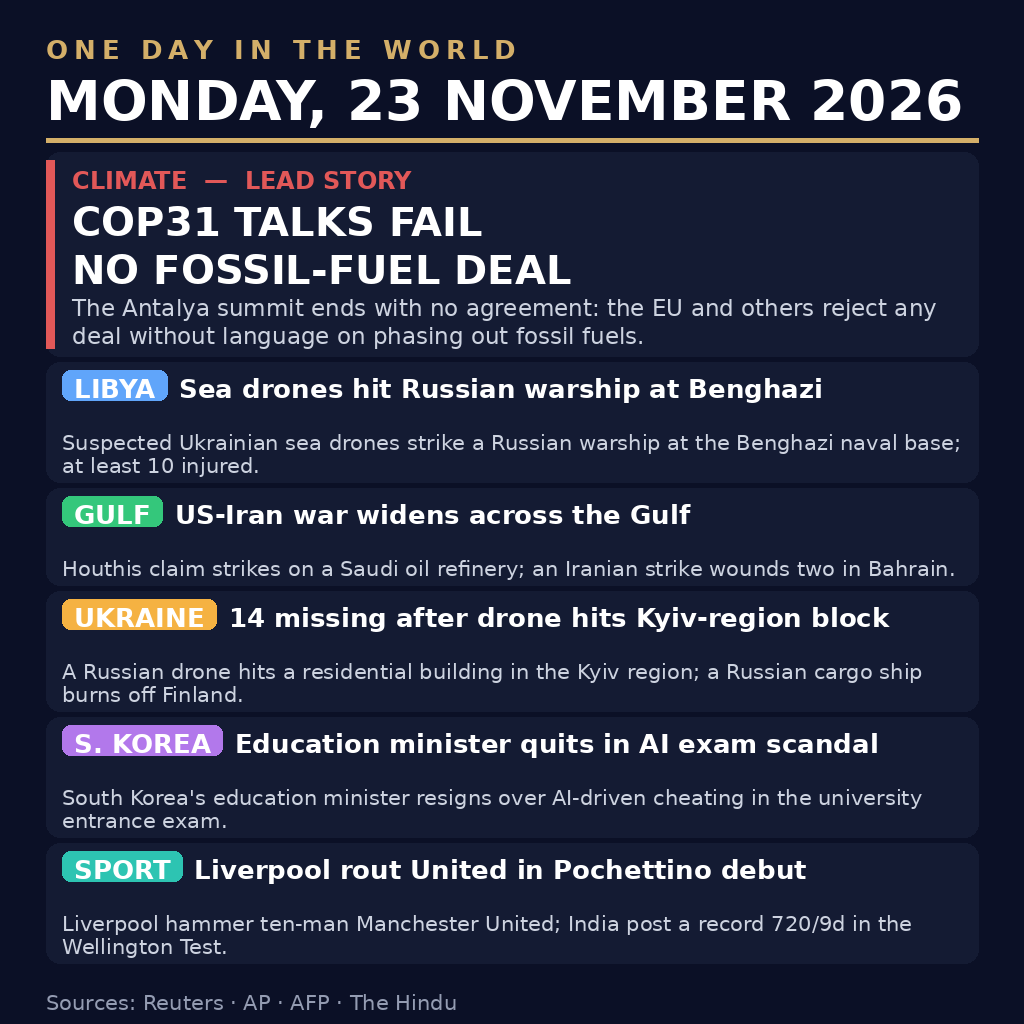 ONE DAY IN THE WORLD
MONDAY, 23 NOVEMBER 2026
CLIMATE — LEAD STORY
COP31 TALKS FAIL
NO FOSSIL-FUEL DEAL
The Antalya summit ends with no agreement: the EU and others reject any
deal without language on phasing out fossil fuels.
LIBYA Sea drones hit Russian warship at Benghazi
Suspected Ukrainian sea drones strike a Russian warship at the Benghazi naval base;
at least 10 injured.
GULF US-Iran war widens across the Gulf
Houthis claim strikes on a Saudi oil refinery; an Iranian strike wounds two in Bahrain.
UKRAINE 14 missing after drone hits Kyiv-region block
A Russian drone hits a residential building in the Kyiv region; a Russian cargo ship
burns off Finland.
S. KOREA Education minister quits in AI exam scandal
South Korea's education minister resigns over AI-driven cheating in the university
entrance exam.
SPORT Liverpool rout United in Pochettino debut
Liverpool hammer ten-man Manchester United; India post a record 720/9d in the
Wellington Test.
Sources: Reuters · AP · AFP · The Hindu